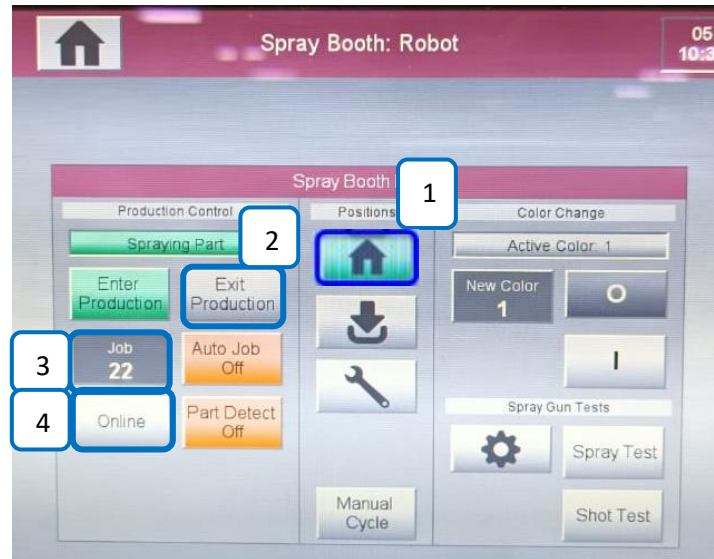 Spray Booth: Robot
05
10:3
Spray Booth
1
Production Control
2
Spraying Part
Enter
Production
Exit
Production
3
Job
22
Auto Job
Off
4
Online
Part Detect
Off
Positions
Manual
Cycle
Color Change
Active Color: 1
New Color
1
O
I
Spray Gun Tests
Spray Test
Shot Test